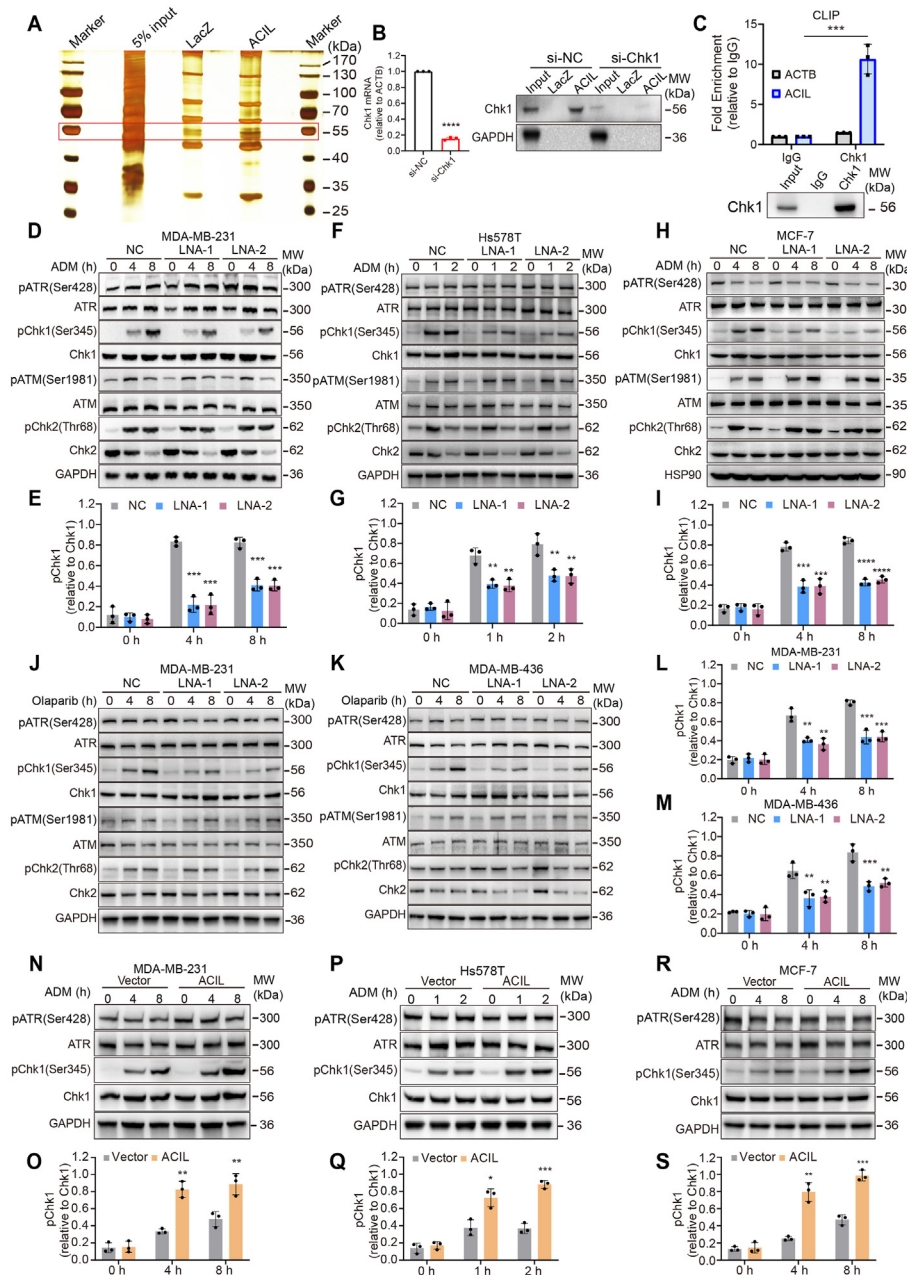 A
Marker
5% input
LacZ
ACIL
Marker
(kDa)
170
130
100
70
55
40
35
25
B
Chk1 mRNA
(relative to ACTB)
1.2
1.0
0.8
0.6
0.4
0.2
0.0
****
si-NC
si-Chk1
si-NC si-Chk1
Input LacZ ACIL Input LacZ ACIL
MW
(kDa)
Chk1 56
GAPDH 36
C
CLIP
***
Fold Enrichment
(relative to IgG)
15
10
5
0
ACTB
ACIL
IgG Chk1
Input IgG Chk1
MW
(kDa)
Chk1 56
D
MDA-MB-231
NC LNA-1 LNA-2 MW
ADM (h) 0 4 8 0 4 8 0 4 8 (kDa)
pATR(Ser428) 300
ATR 300
pChk1(Ser345) 56
Chk1 56
pATM(Ser1981) 350
ATM 350
pChk2(Thr68) 62
Chk2 62
GAPDH 36
F
Hs578T
NC LNA-1 LNA-2 MW
ADM (h) 0 1 2 0 1 2 0 1 2 (kDa)
pATR(Ser428) 300
ATR 300
pChk1(Ser345) 56
Chk1 56
pATM(Ser1981) 350
ATM 350
pChk2(Thr68) 62
Chk2 62
GAPDH 36
H
MCF-7
NC LNA-1 LNA-2 MW
ADM (h) 0 4 8 0 4 8 0 4 8 (kDa)
pATR(Ser428) 30
ATR 30
pChk1(Ser345) 56
Chk1 56
pATM(Ser1981) 35
ATM 35
pChk2(Thr68) 62
Chk2 62
HSP90 90
E
NC LNA-1 LNA-2
pChk1
(relative to Chk1)
1.2
1.0
0.8
0.6
0.4
0.2
0.0
*** *** *** ***
0 h 4 h 8 h
G
NC LNA-1 LNA-2
pChk1
(relative to Chk1)
1.2
1.0
0.8
0.6
0.4
0.2
0.0
** ** ** **
0 h 1 h 2 h
I
NC LNA-1 LNA-2
pChk1
(relative to Chk1)
1.2
1.0
0.8
0.6
0.4
0.2
0.0
*** *** **** ****
0 h 4 h 8 h
J
MDA-MB-231
NC LNA-1 LNA-2 MW
Olaparib (h) 0 4 8 0 4 8 0 4 8 (kDa)
pATR(Ser428) 300
ATR 300
pChk1(Ser345) 56
Chk1 56
pATM(Ser1981) 350
ATM 350
pChk2(Thr68) 62
Chk2 62
GAPDH 36
K
MDA-MB-436
NC LNA-1 LNA-2 MW
Olaparib (h) 0 4 8 0 4 8 0 4 8 (kDa)
pATR(Ser428) 300
ATR 300
pChk1(Ser345) 56
Chk1 56
pATM(Ser1981) 350
ATM 350
pChk2(Thr68) 62
Chk2 62
GAPDH 36
L
MDA-MB-231
NC LNA-1 LNA-2
pChk1
(relative to Chk1)
1.2
1.0
0.8
0.6
0.4
0.2
0.0
** ** *** ***
0 h 4 h 8 h
M
MDA-MB-436
NC LNA-1 LNA-2
pChk1
(relative to Chk1)
1.2
1.0
0.8
0.6
0.4
0.2
0.0
** ** *** **
0 h 4 h 8 h
N
MDA-MB-231
Vector ACIL MW
ADM (h) 0 4 8 0 4 8 (kDa)
pATR(Ser428) 300
ATR 300
pChk1(Ser345) 56
Chk1 56
GAPDH 36
P
Hs578T
Vector ACIL MW
ADM (h) 0 1 2 0 1 2 (kDa)
pATR(Ser428) 300
ATR 300
pChk1(Ser345) 56
Chk1 56
GAPDH 36
R
MCF-7
Vector ACIL MW
ADM (h) 0 4 8 0 4 8 (kDa)
pATR(Ser428) 300
ATR 300
pChk1(Ser345) 56
Chk1 56
GAPDH 36
O
Vector ACIL
pChk1
(relative to Chk1)
1.2
1.0
0.8
0.6
0.4
0.2
0.0
** **
0 h 4 h 8 h
Q
Vector ACIL
pChk1
(relative to Chk1)
1.2
1.0
0.8
0.6
0.4
0.2
0.0
* ***
0 h 1 h 2 h
S
Vector ACIL
pChk1
(relative to Chk1)
1.2
1.0
0.8
0.6
0.4
0.2
0.0
** ***
0 h 4 h 8 h